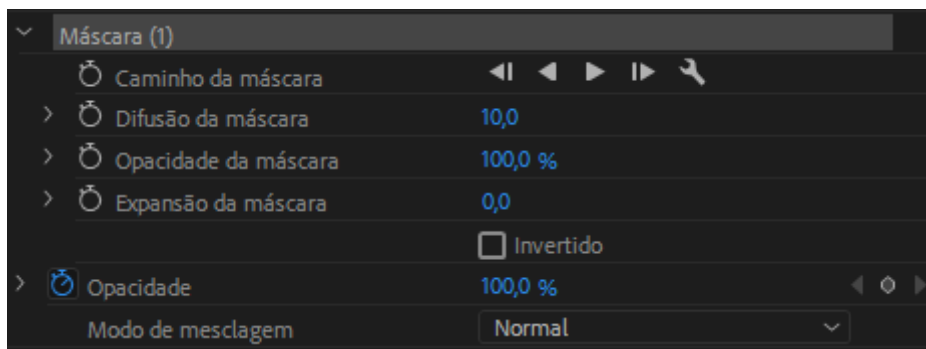 Máscara (1)
Caminho da máscara
Difusão da máscara 10,0
Opacidade da máscara 100,0 %
Expansão da máscara 0,0
Invertido
Opacidade 100,0 %
Modo de mesclagem Normal